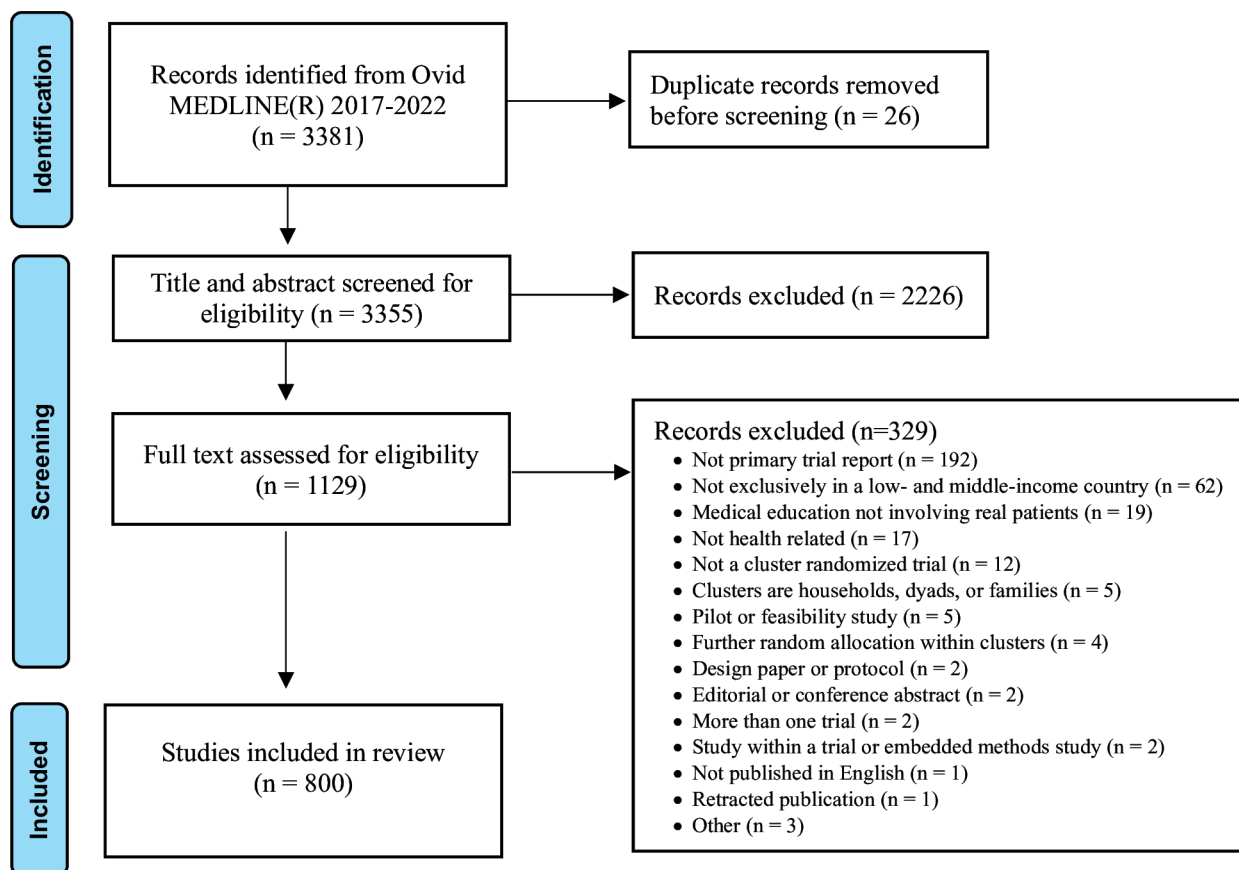 Identification
Records identified from Ovid
MEDLINE(R) 2017-2022
(n = 3381)
Duplicate records removed
before screening (n = 26)
Screening
Title and abstract screened for
eligibility (n = 3355)
Records excluded (n = 2226)
Full text assessed for eligibility
(n = 1129)
Records excluded (n=329)
• Not primary trial report (n = 192)
• Not exclusively in a low- and middle-income country (n = 62)
• Medical education not involving real patients (n = 19)
• Not health related (n = 17)
• Not a cluster randomized trial (n = 12)
• Clusters are households, dyads, or families (n = 5)
• Pilot or feasibility study (n = 5)
• Further random allocation within clusters (n = 4)
• Design paper or protocol (n = 2)
• Editorial or conference abstract (n = 2)
• More than one trial (n = 2)
• Study within a trial or embedded methods study (n = 2)
• Not published in English (n = 1)
• Retracted publication (n = 1)
• Other (n = 3)
Included
Studies included in review
(n = 800)